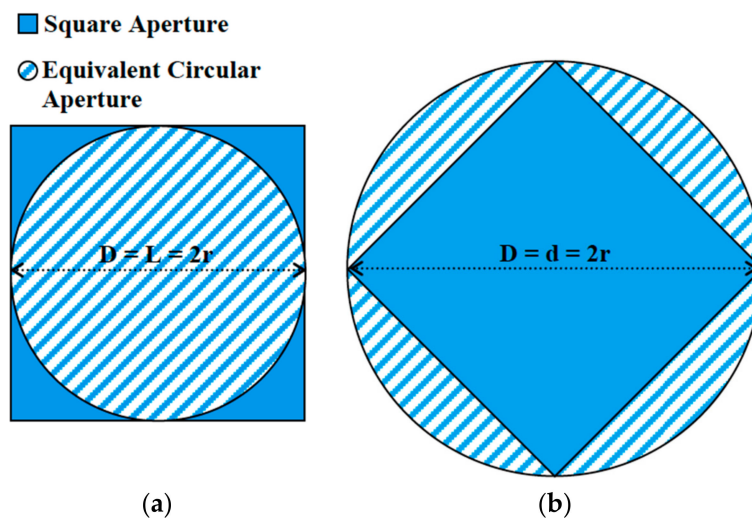 Square Aperture
Equivalent Circular
Aperture
D = L = 2r
D = d = 2r
(a)
(b)